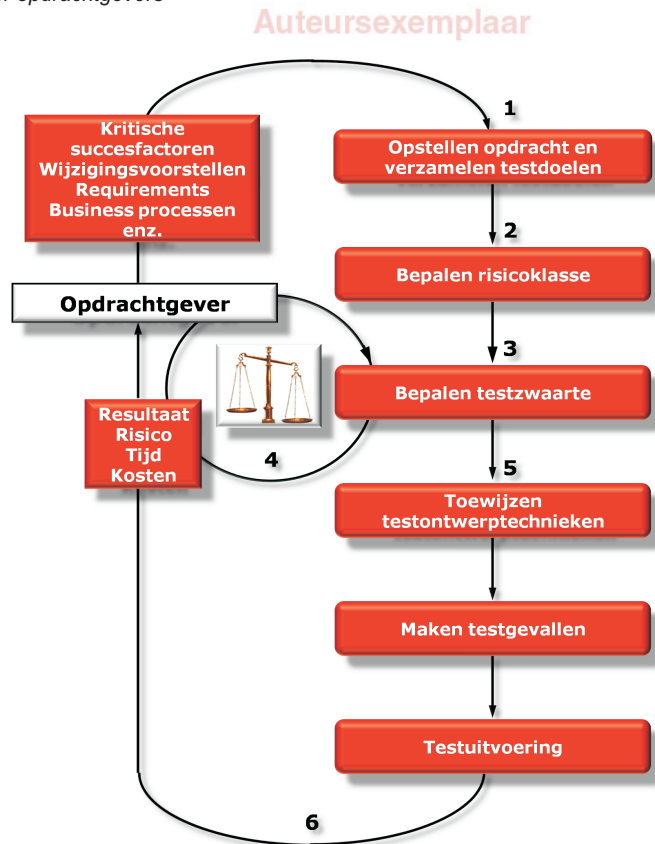 opdrachtgevers
Auteursexemplaar
Kritische
succesfactoren
Wijzigingsvoorstellen
Requirements
Business processen
enz.
Opdrachtgever
Resultaat
Risico
Tijd
Kosten
1
Opstellen opdracht en
verzamelen testdoelen
2
Bepalen risicoklasse
3
Bepalen testzwaarte
4
5
Toewijzen
testontwerptechnieken
Maken testgevallen
Testuitvoering
6